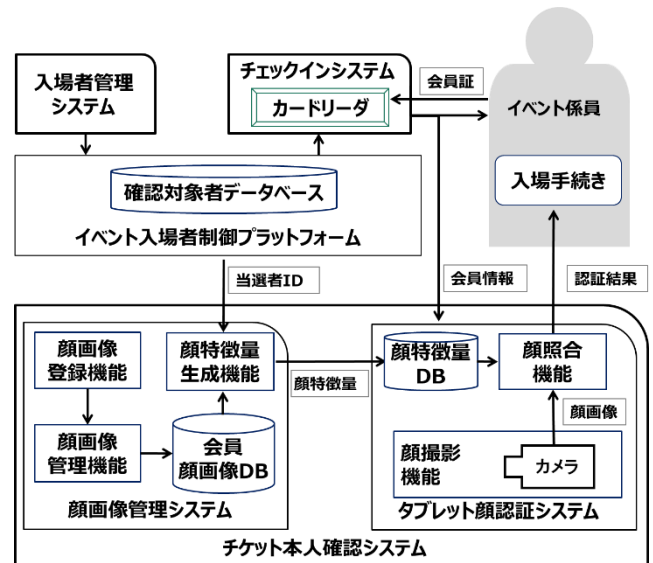 入場者管理
システム
チェックインシステム
カードリーダ
会員証
イベント係員
入場手続き
確認対象者データベース
イベント入場者制御プラットフォーム
当選者ID
会員情報
認証結果
顔画像
登録機能
顔特徴量
生成機能
顔特徴量
顔特徴量
DB
顔照合
機能
顔画像
顔画像
管理機能
会員
顔画像DB
顔撮影
機能
カメラ
顔画像管理システム
タブレット顔認証システム
チケット本人確認システム